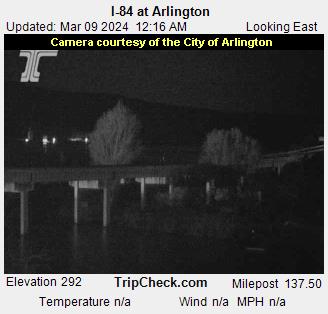 I-84 at Arlington
Updated: Mar 09 2024 12:16 AM Looking East
Camera courtesy of the City of Arlington
Elevation 292 TripCheck.com Milepost 137.50
Temperature n/a Wind n/a MPH n/a